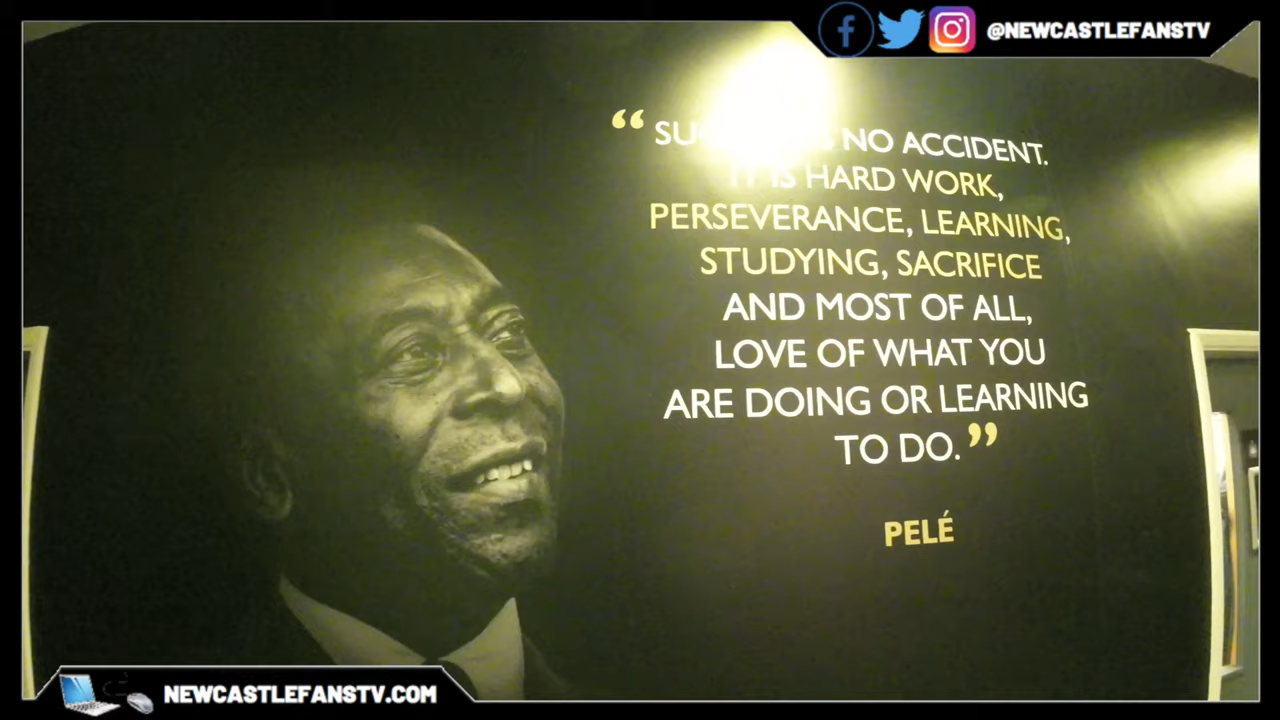 @NEWCASTLEFANSTV
“ NO ACCIDENT.
IT IS HARD WORK,
PERSEVERANCE, LEARNING,
STUDYING, SACRIFICE
AND MOST OF ALL,
LOVE OF WHAT YOU
ARE DOING OR LEARNING
TO DO.”
PELÉ
NEWCASTLEFANSTV.COM